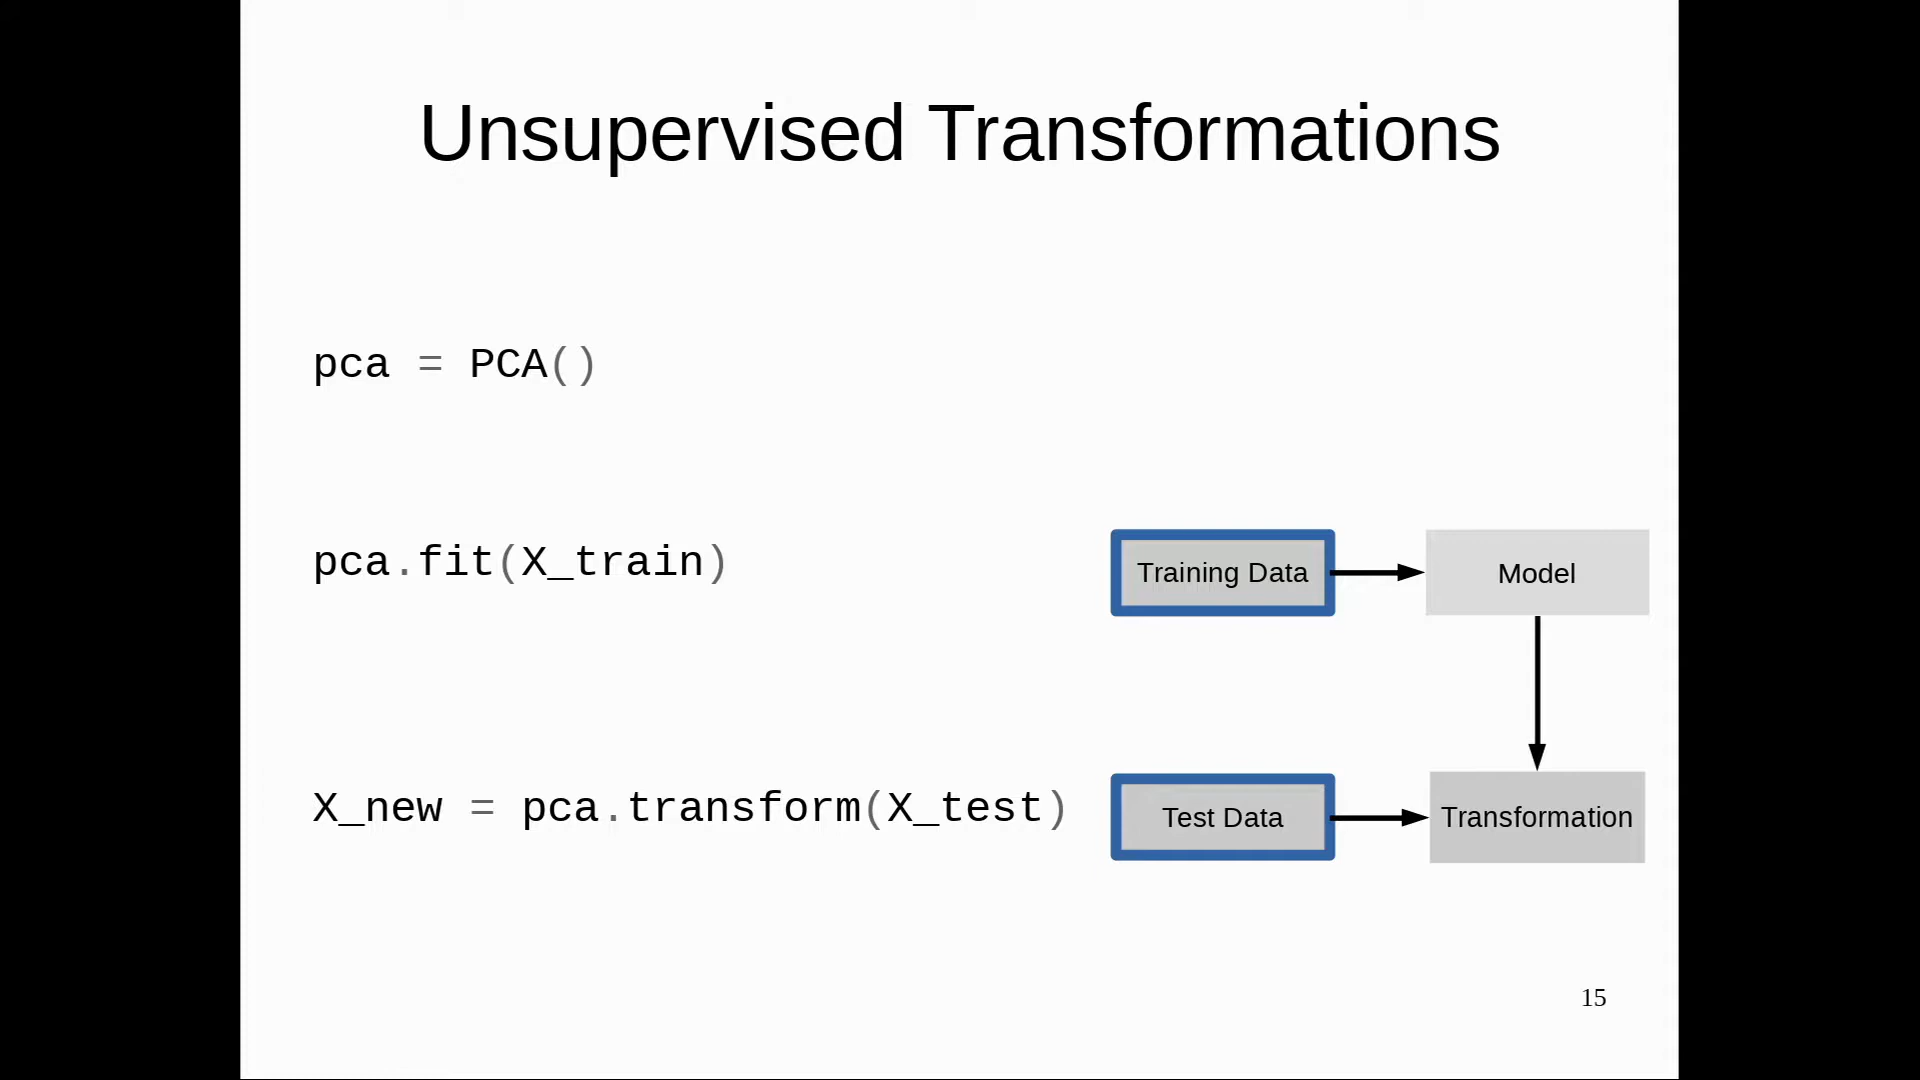 Unsupervised Transformations
pca = PCA()
pca.fit(X_train)
Training Data
Model
X_new = pca.transform(X_test)
Test Data
Transformation
15